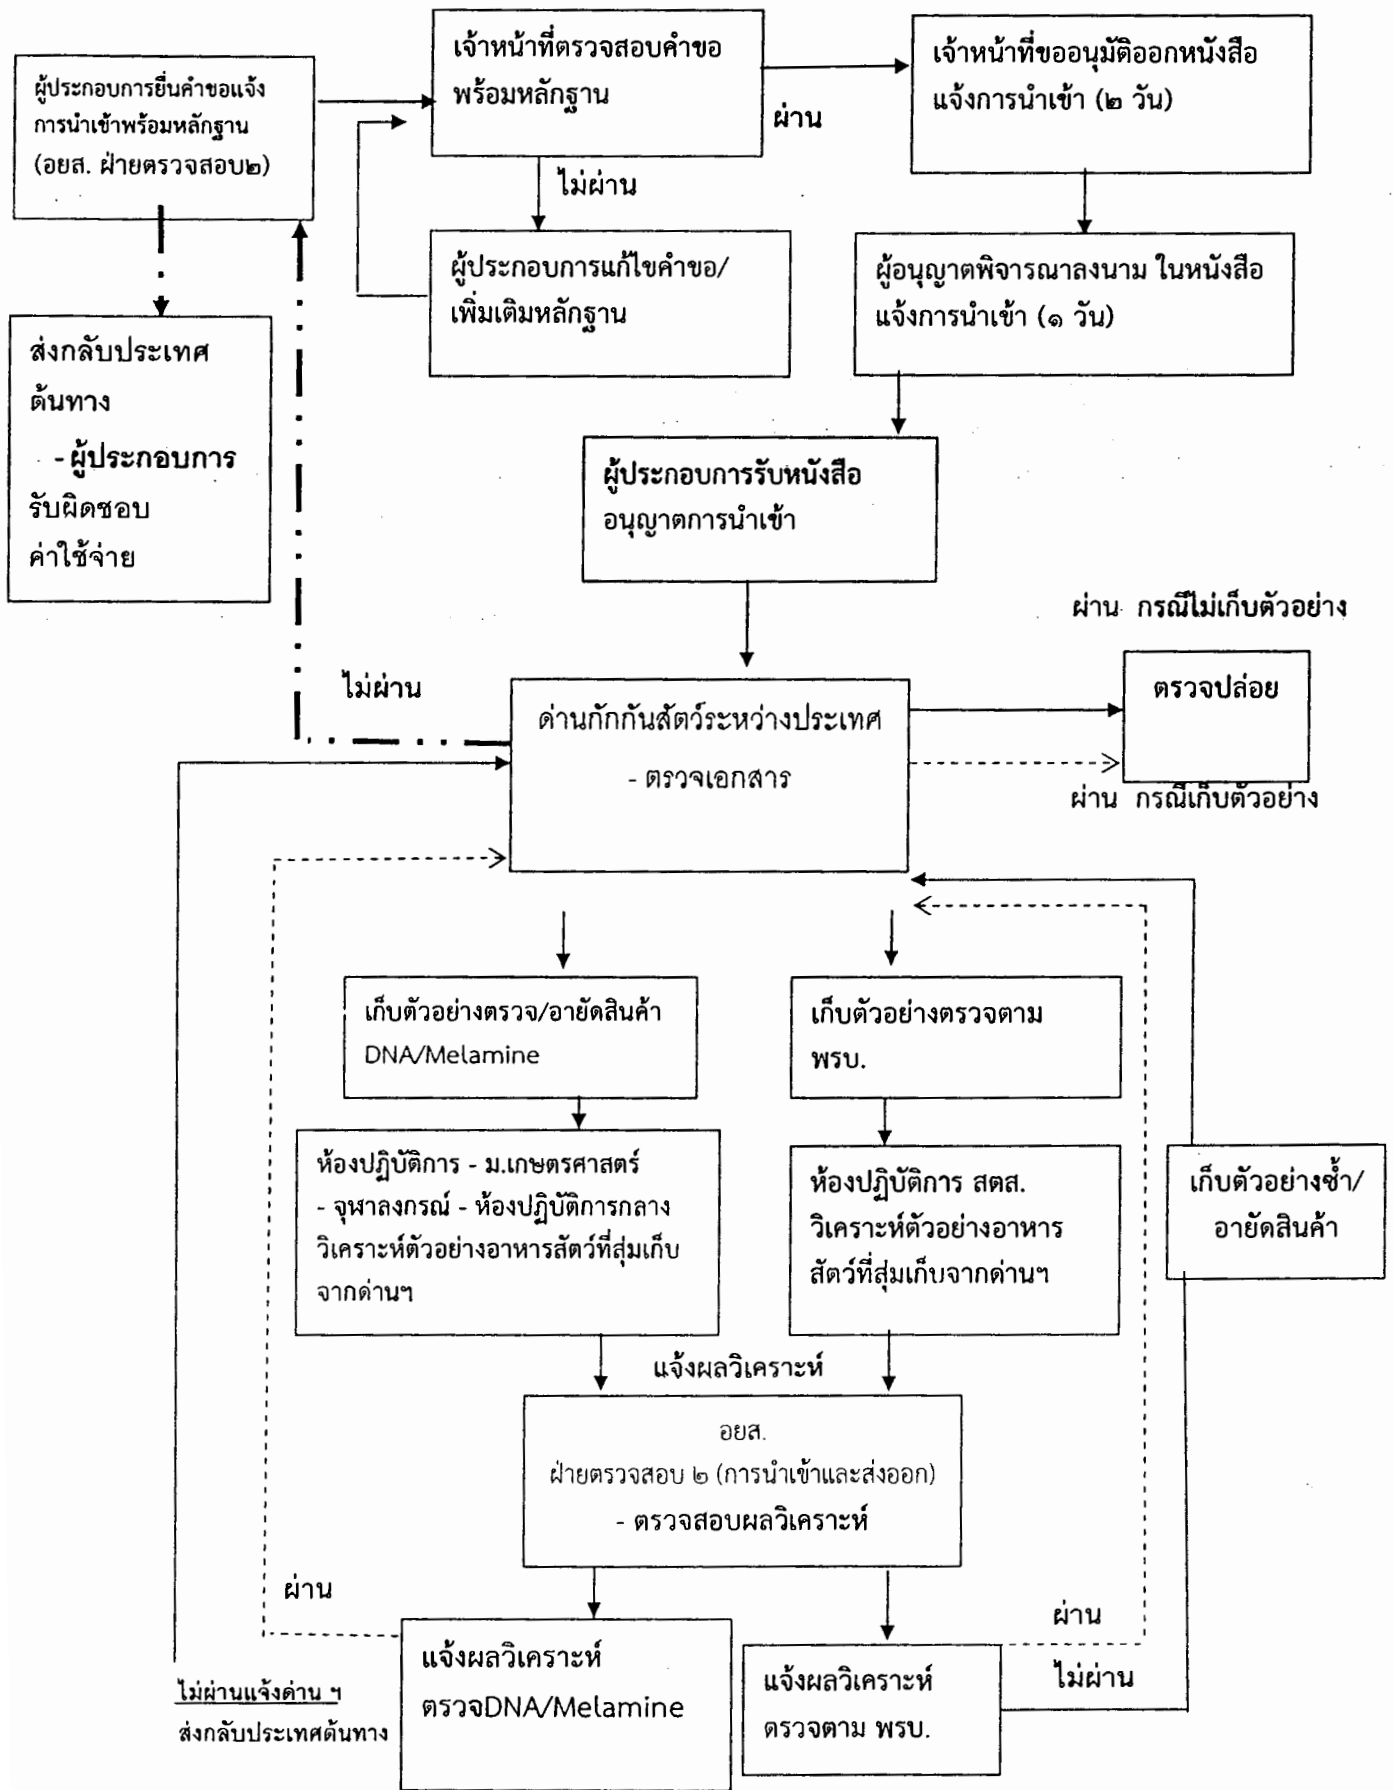 ผู้ประกอบการยื่นคำขอแจ้ง
การนำเข้าพร้อมหลักฐาน
(อยส. ฝ่ายตรวจสอบ๒)
เจ้าหน้าที่ตรวจสอบคำขอ
พร้อมหลักฐาน
ผ่าน
เจ้าหน้าที่ขออนุมัติออกหนังสือ
แจ้งการนำเข้า (๒ วัน)
ไม่ผ่าน
ผู้ประกอบการแก้ไขคำขอ/
เพิ่มเติมหลักฐาน
ผู้อนุญาตพิจารณาลงนาม ในหนังสือ
แจ้งการนำเข้า (๑ วัน)
ส่งกลับประเทศ
ต้นทาง
- ผู้ประกอบการ
รับผิดชอบ
ค่าใช้จ่าย
ผู้ประกอบการรับหนังสือ
อนุญาตการนำเข้า
ผ่าน กรณีไม่เก็บตัวอย่าง
ไม่ผ่าน
ด่านกักกันสัตว์ระหว่างประเทศ
- ตรวจเอกสาร
ตรวจปล่อย
ผ่าน กรณีเก็บตัวอย่าง
เก็บตัวอย่างตรวจ/อายัดสินค้า
DNA/Melamine
เก็บตัวอย่างตรวจตาม
พรบ.
ห้องปฏิบัติการ - ม.เกษตรศาสตร์
- จุฬาลงกรณ์ - ห้องปฏิบัติการกลาง
วิเคราะห์ตัวอย่างอาหารสัตว์ที่สุ่มเก็บ
จากด่านฯ
ห้องปฏิบัติการ สตส.
วิเคราะห์ตัวอย่างอาหาร
สัตว์ที่สุ่มเก็บจากด่านฯ
เก็บตัวอย่างซ้ำ/
อายัดสินค้า
แจ้งผลวิเคราะห์
อยส.
ฝ่ายตรวจสอบ ๒ (การนำเข้าและส่งออก)
- ตรวจสอบผลวิเคราะห์
ผ่าน
ผ่าน
แจ้งผลวิเคราะห์
ตรวจDNA/Melamine
แจ้งผลวิเคราะห์
ตรวจตาม พรบ.
ไม่ผ่าน
ไม่ผ่านแจ้งด่าน ฯ
ส่งกลับประเทศต้นทาง